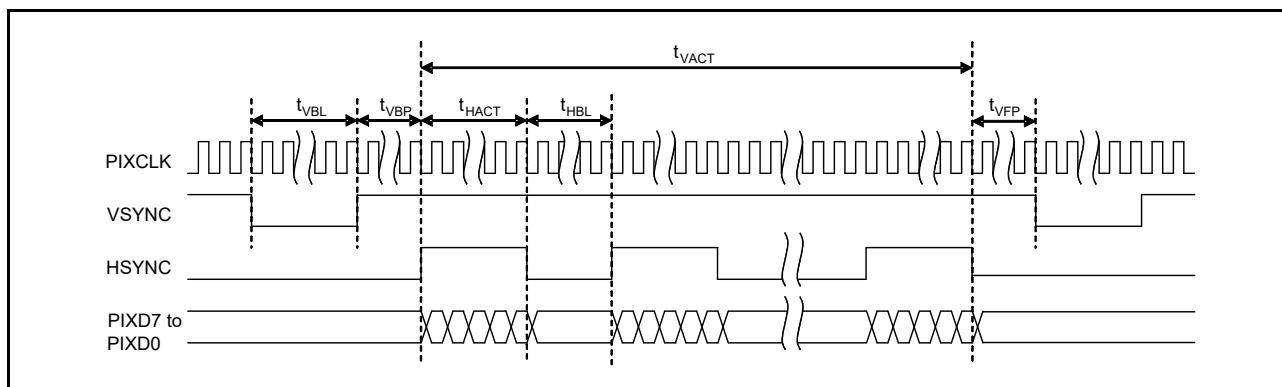 tVACT
tVBL
tVBP
tHACT
tHBL
tVFP
PIXCLK
VSYNC
HSYNC
PIXD7 to
PIXD0